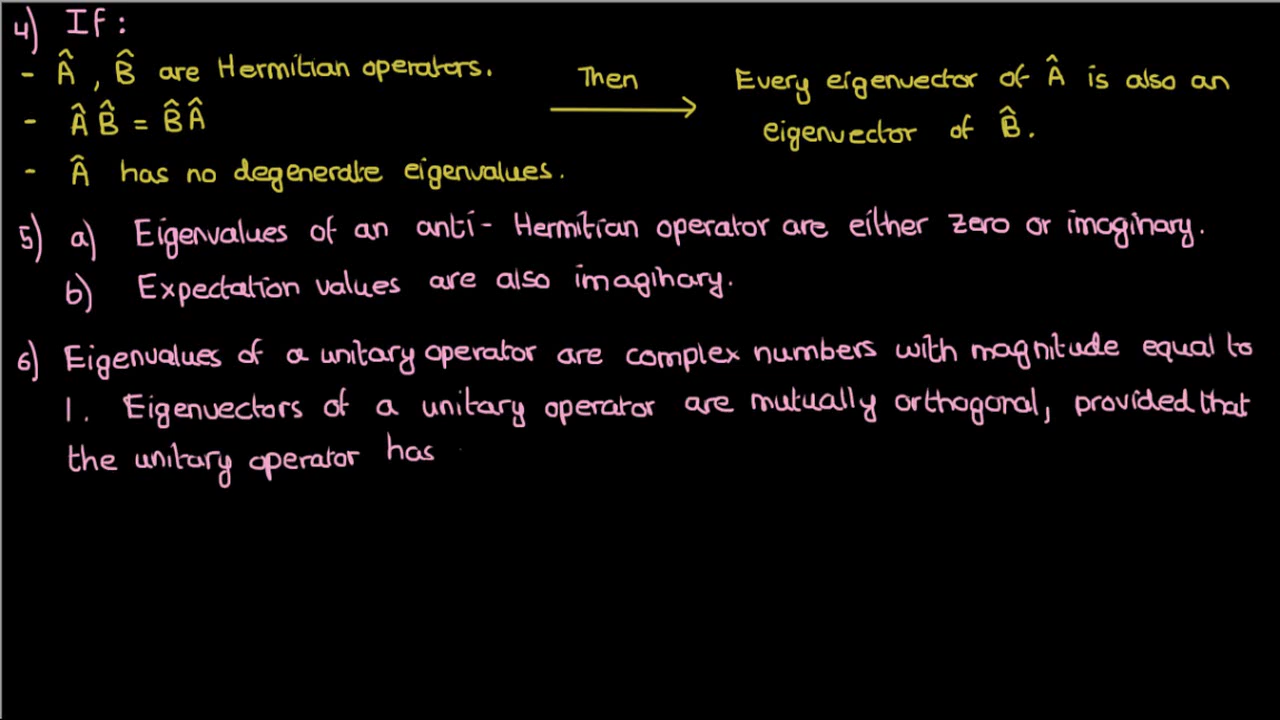 4) If:
- Â , B̂ are Hermitian operators.
- Â B̂ = B̂ Â
- Â has no degenerate eigenvalues.
Then
Every eigenvector of Â is also an
eigenvector of B̂.
5) a) Eigenvalues of an anti-Hermitian operator are either zero or imaginary.
b) Expectation values are also imaginary.
6) Eigenvalues of a unitary operator are complex numbers with magnitude equal to
1. Eigenvectors of a unitary operator are mutually orthogonal, provided that
the unitary operator has